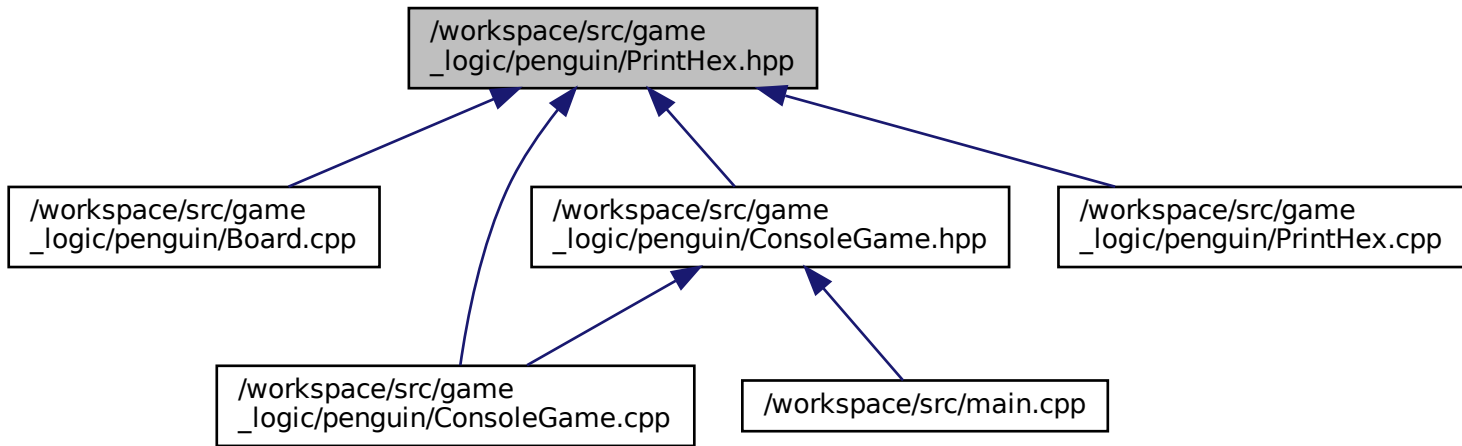 /workspace/src/game
_logic/penguin/PrintHex.hpp
/workspace/src/game
_logic/penguin/Board.cpp
/workspace/src/game
_logic/penguin/ConsoleGame.hpp
/workspace/src/game
_logic/penguin/PrintHex.cpp
/workspace/src/game
_logic/penguin/ConsoleGame.cpp
/workspace/src/main.cpp